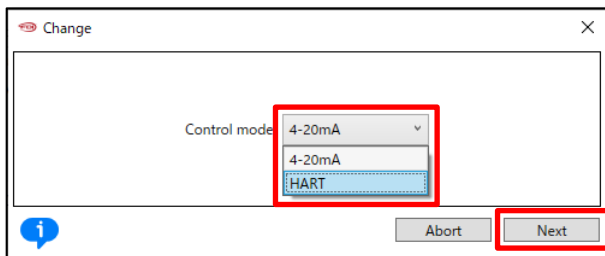 Change
Control mode 4-20mA
4-20mA
HART
Abort Next